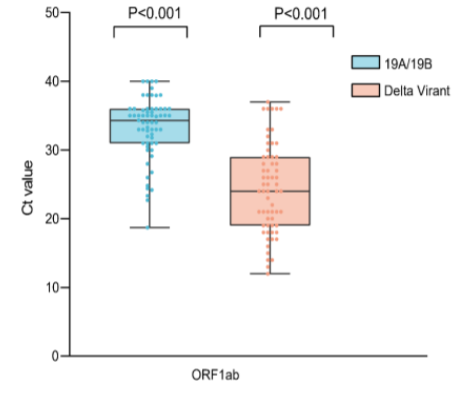 P<0.001
P<0.001
50
40
30
20
10
0
Ct value
19A/19B
Delta Virant
ORF1ab